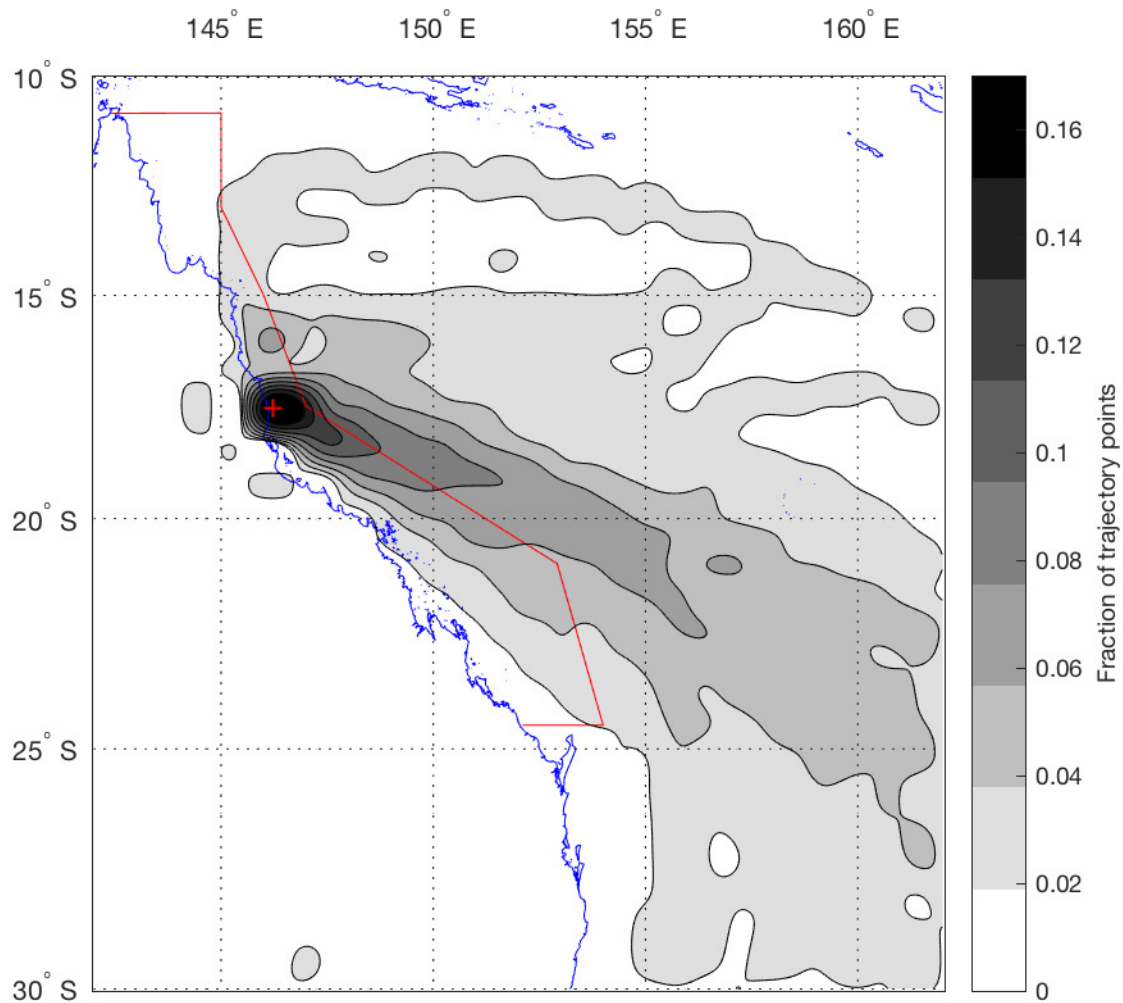 145° E 150° E 155° E 160° E
10° S
15° S
20° S
25° S
30° S
0.16
0.14
0.12
0.1
0.08
0.06
0.04
0.02
0
Fraction of trajectory points